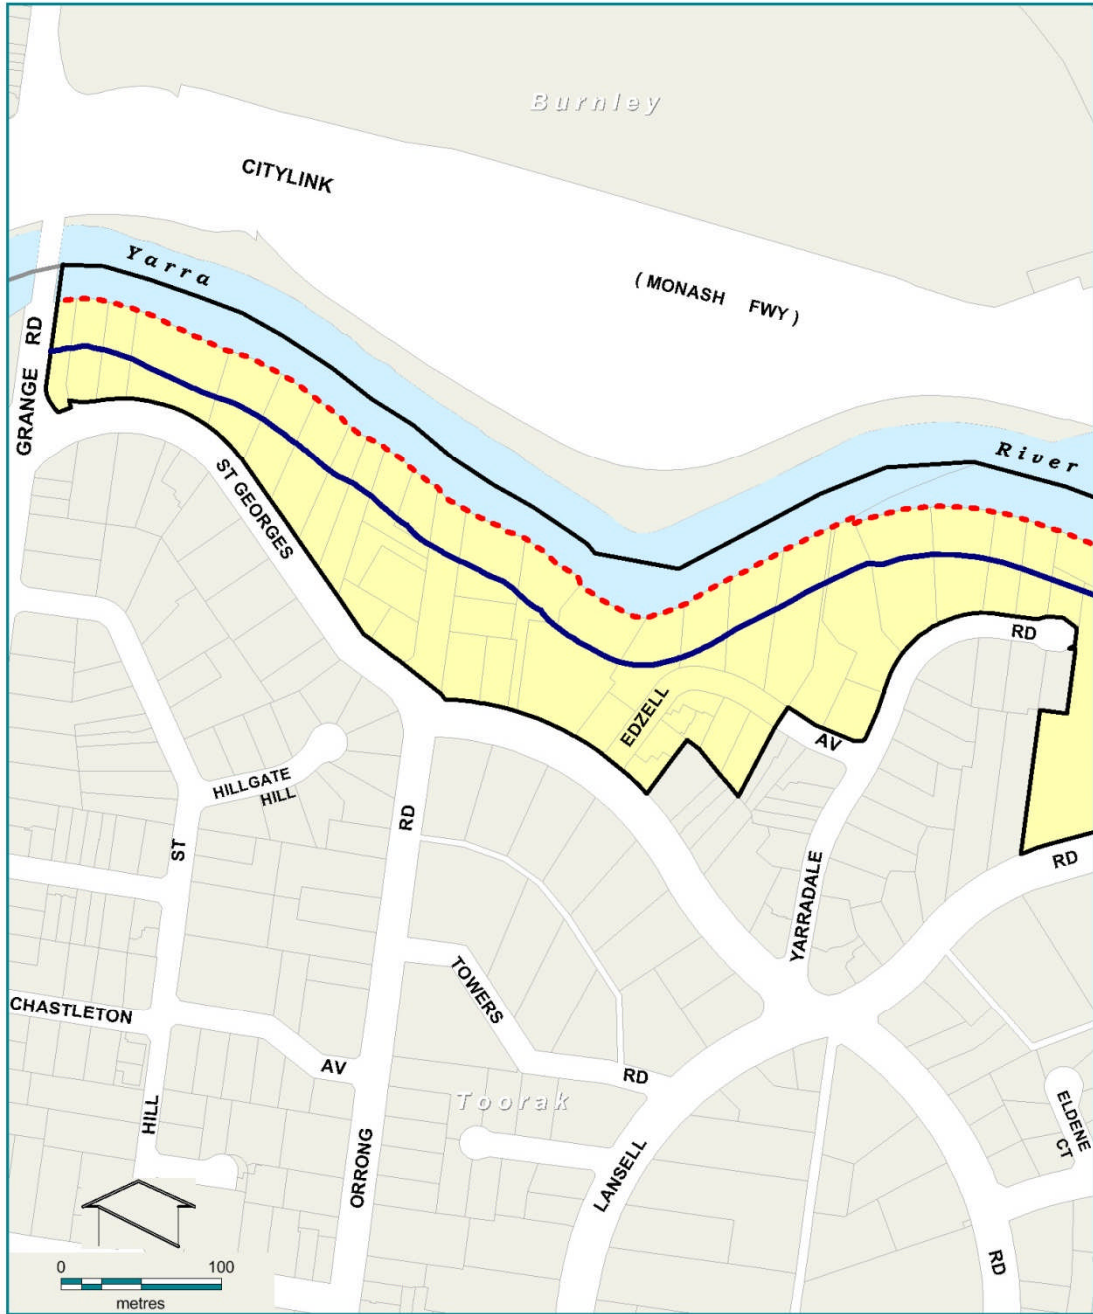 Burnley
CITYLINK
Yarra
( MONASH FWY )
GRANGE RD
River
ST GEORGES
RD
EDZELL
AV
HILLGATE
HILL
RD
ST
RD
YARRADALE
TOWERS
CHASTLETON
AV
RD
Toorak
HILL
ORRONG
LANSELL
ELDENE
CT
RD
0 100
metres